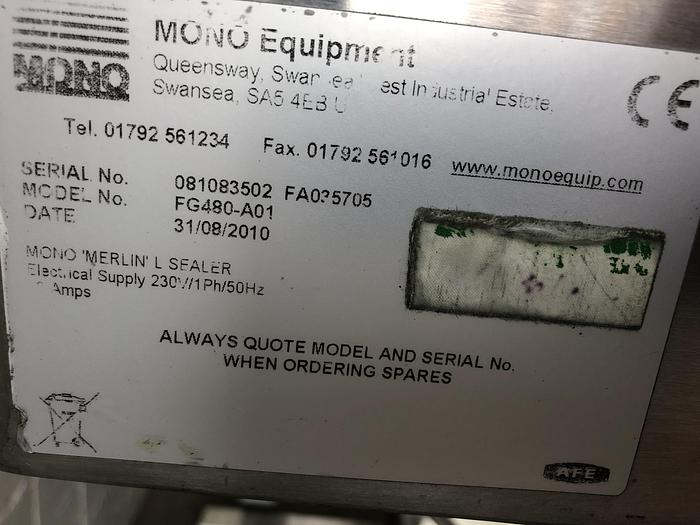 MONO
MONO Equipment
Queensway, Swansea West Industrial Estate,
Swansea, SA5 4EB U
CE
Tel. 01792 561234 Fax. 01792 561016 www.monoequip.com
SERIAL No. 081083502 FA035705
MODEL No. FG480-A01
DATE 31/08/2010
MONO 'MERLIN' L SEALER
Electrical Supply 230V/1Ph/50Hz
Amps
ALWAYS QUOTE MODEL AND SERIAL No.
WHEN ORDERING SPARES
AFE